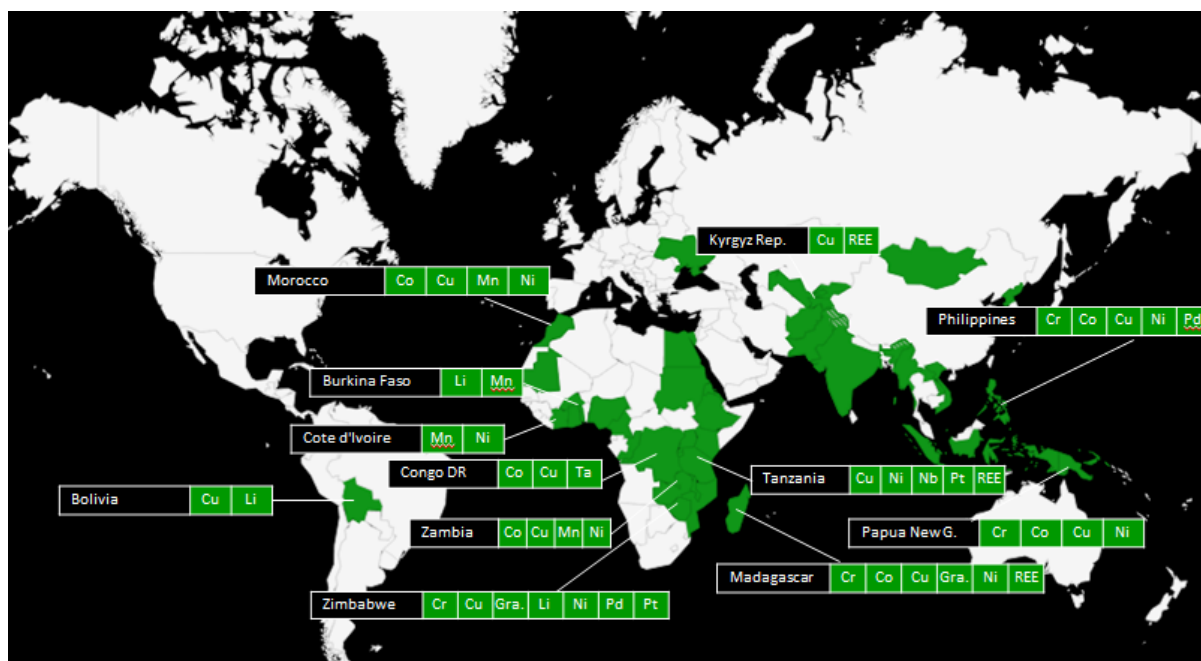 Kyrgyz Rep. Cu REE
Morocco Co Cu Mn Ni
Philippines Cr Co Cu Ni Pd
Burkina Faso Li Mn
Cote d'Ivoire Mn Ni
Congo DR Co Cu Ta
Tanzania Cu Ni Nb Pt REE
Bolivia Cu Li
Zambia Co Cu Mn Ni
Papua New G. Cr Co Cu Ni
Madagascar Cr Co Cu Gra. Ni REE
Zimbabwe Cr Cu Gra. Li Ni Pd Pt